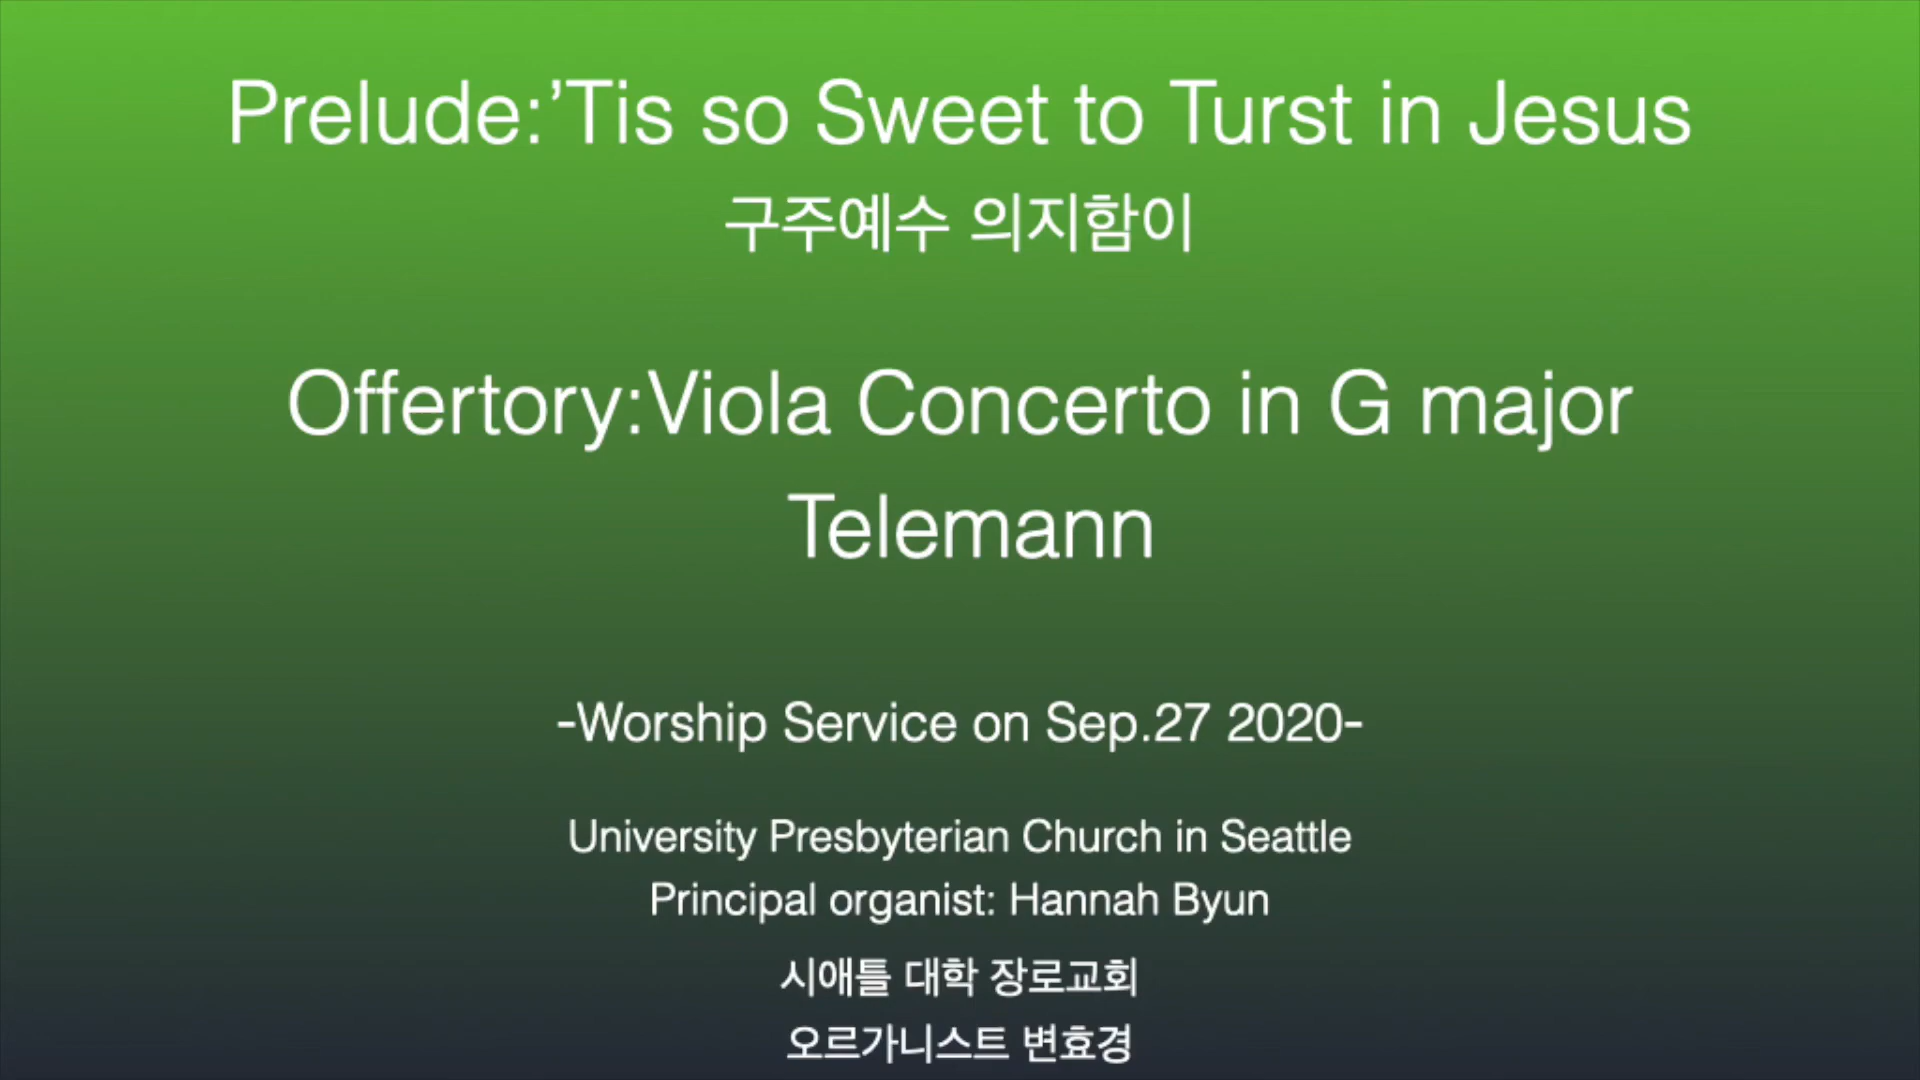 Prelude:’Tis so Sweet to Turst in Jesus
구주예수 의지함이
Offertory:Viola Concerto in G major
Telemann
-Worship Service on Sep.27 2020-
University Presbyterian Church in Seattle
Principal organist: Hannah Byun
시애틀 대학 장로교회
오르가니스트 변효경